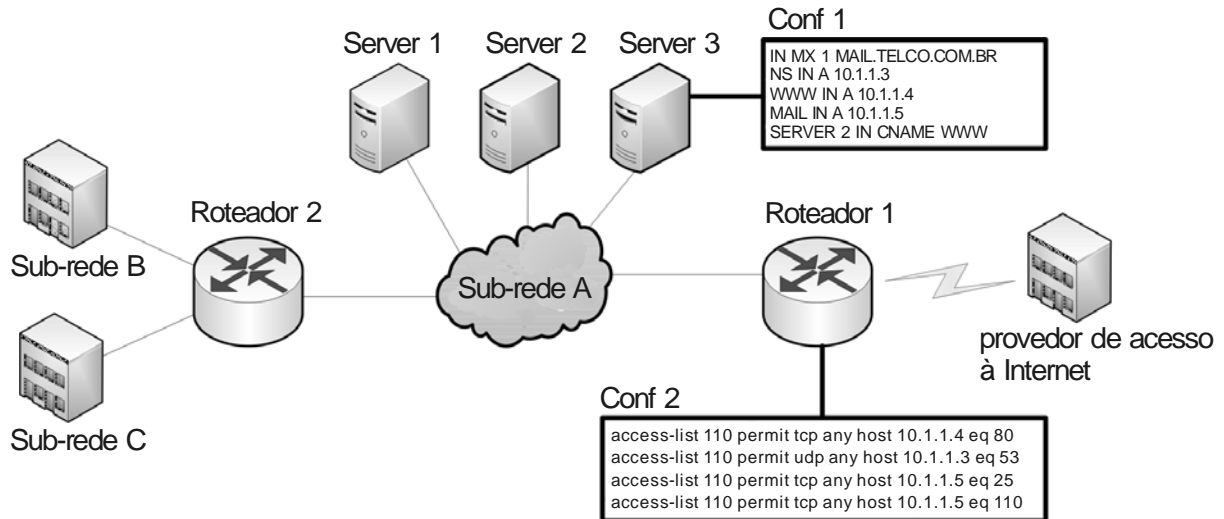 Conf 1
Server 1
Server 2
Server 3
IN MX 1 MAIL.TELCO.COM.BR
NS IN A 10.1.1.3
WWW IN A 10.1.1.4
MAIL IN A 10.1.1.5
SERVER 2 IN CNAME WWW
Roteador 2
Roteador 1
Sub-rede B
Sub-rede A
provedor de acesso
à Internet
Sub-rede C
Conf 2
access-list 110 permit tcp any host 10.1.1.4 eq 80
access-list 110 permit udp any host 10.1.1.3 eq 53
access-list 110 permit tcp any host 10.1.1.5 eq 25
access-list 110 permit tcp any host 10.1.1.5 eq 110